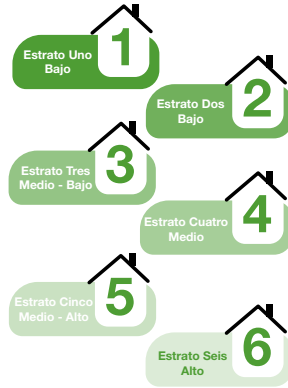 Estrato Uno
Bajo
1
Estrato Dos
Bajo
2
Estrato Tres
Medio - Bajo
3
Estrato Cuatro
Medio
4
Estrato Cinco
Medio - Alto
5
Estrato Seis
Alto
6